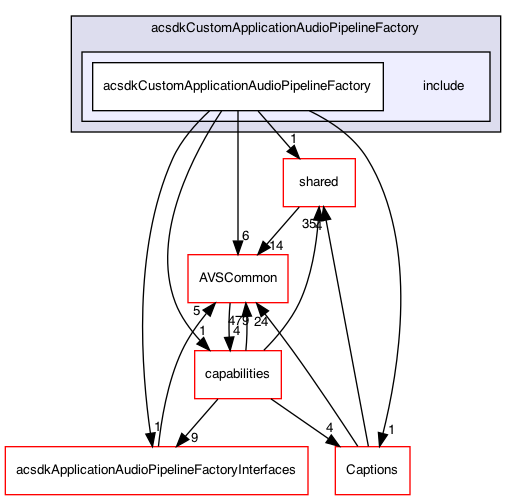 acsdkCustomApplicationAudioPipelineFactory
acsdkCustomApplicationAudioPipelineFactory
include
1
shared
6
14
AVSCommon
5
1
4
479
24
capabilities
1
9
4
1
acsdkApplicationAudioPipelineFactoryInterfaces
Captions